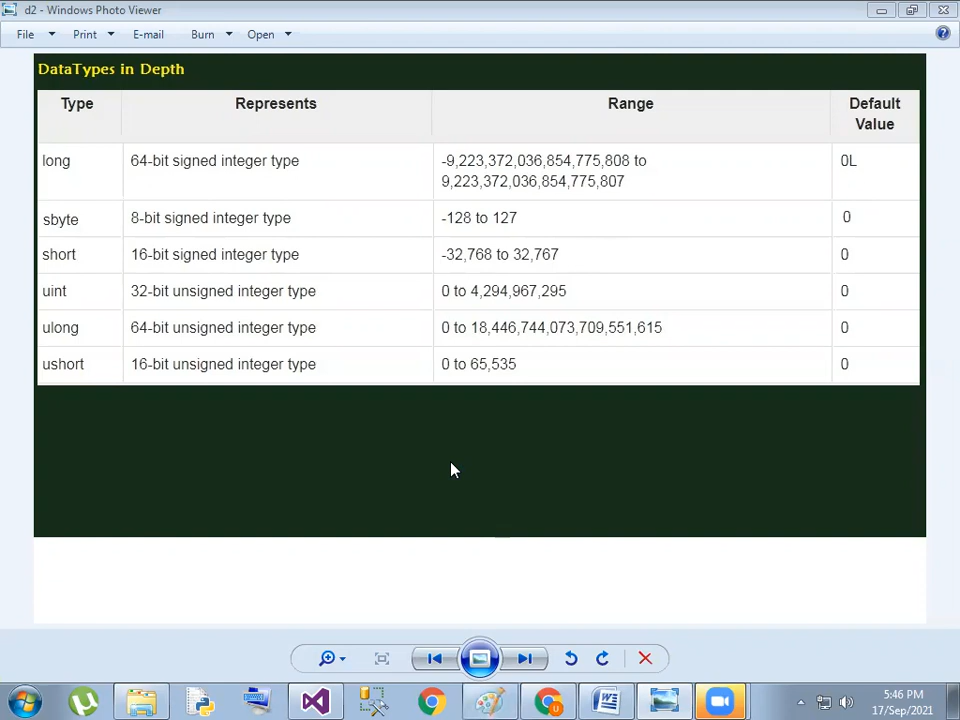 d2 - Windows Photo Viewer
File Print E-mail Burn Open
DataTypes in Depth
Type Represents Range Default
Value
long 64-bit signed integer type -9,223,372,036,854,775,808 to 0L
9,223,372,036,854,775,807
sbyte 8-bit signed integer type -128 to 127 0
short 16-bit signed integer type -32,768 to 32,767 0
uint 32-bit unsigned integer type 0 to 4,294,967,295 0
ulong 64-bit unsigned integer type 0 to 18,446,744,073,709,551,615 0
ushort 16-bit unsigned integer type 0 to 65,535 0
5:46 PM
17/Sep/2021